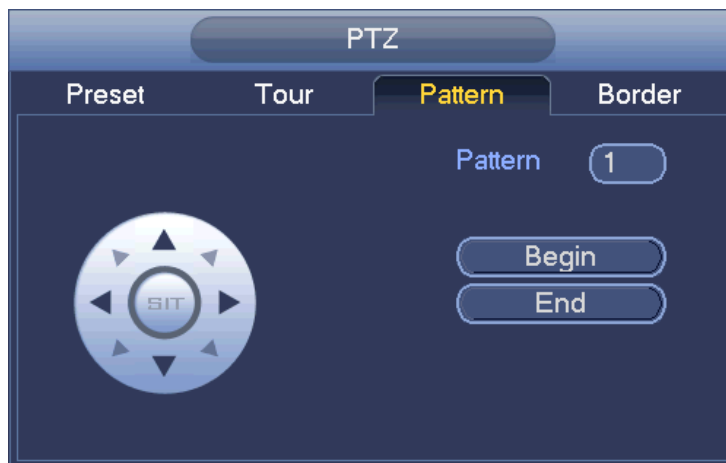 PTZ
Preset Tour Pattern Border
Pattern 1
Begin
SIT
End